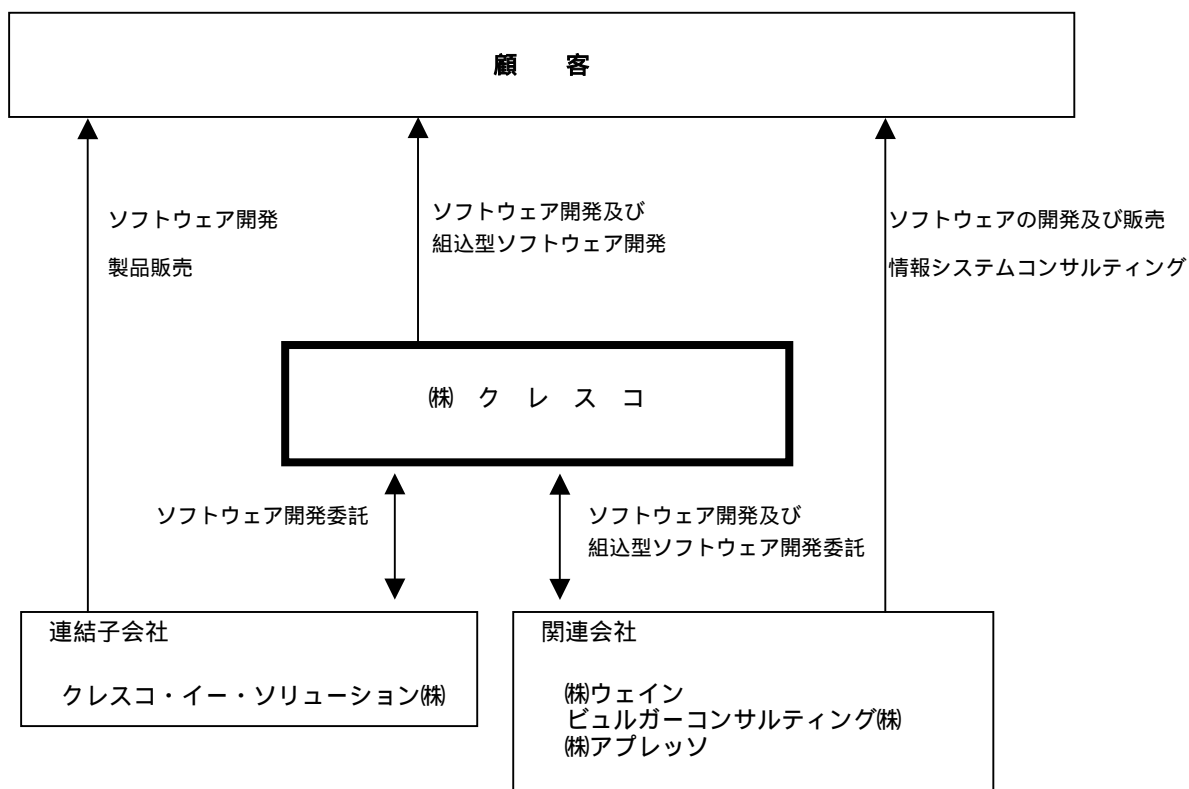 顧　客
ソフトウェア開発
製品販売
ソフトウェア開発及び
組込型ソフトウェア開発
ソフトウェアの開発及び販売
情報システムコンサルティング
㈱ ク レ ス コ
ソフトウェア開発委託
ソフトウェア開発及び
組込型ソフトウェア開発委託
連結子会社
クレスコ・イー・ソリューション㈱
関連会社
㈱ウェイン
ビュルガーコンサルティング㈱
㈱アプレッソ